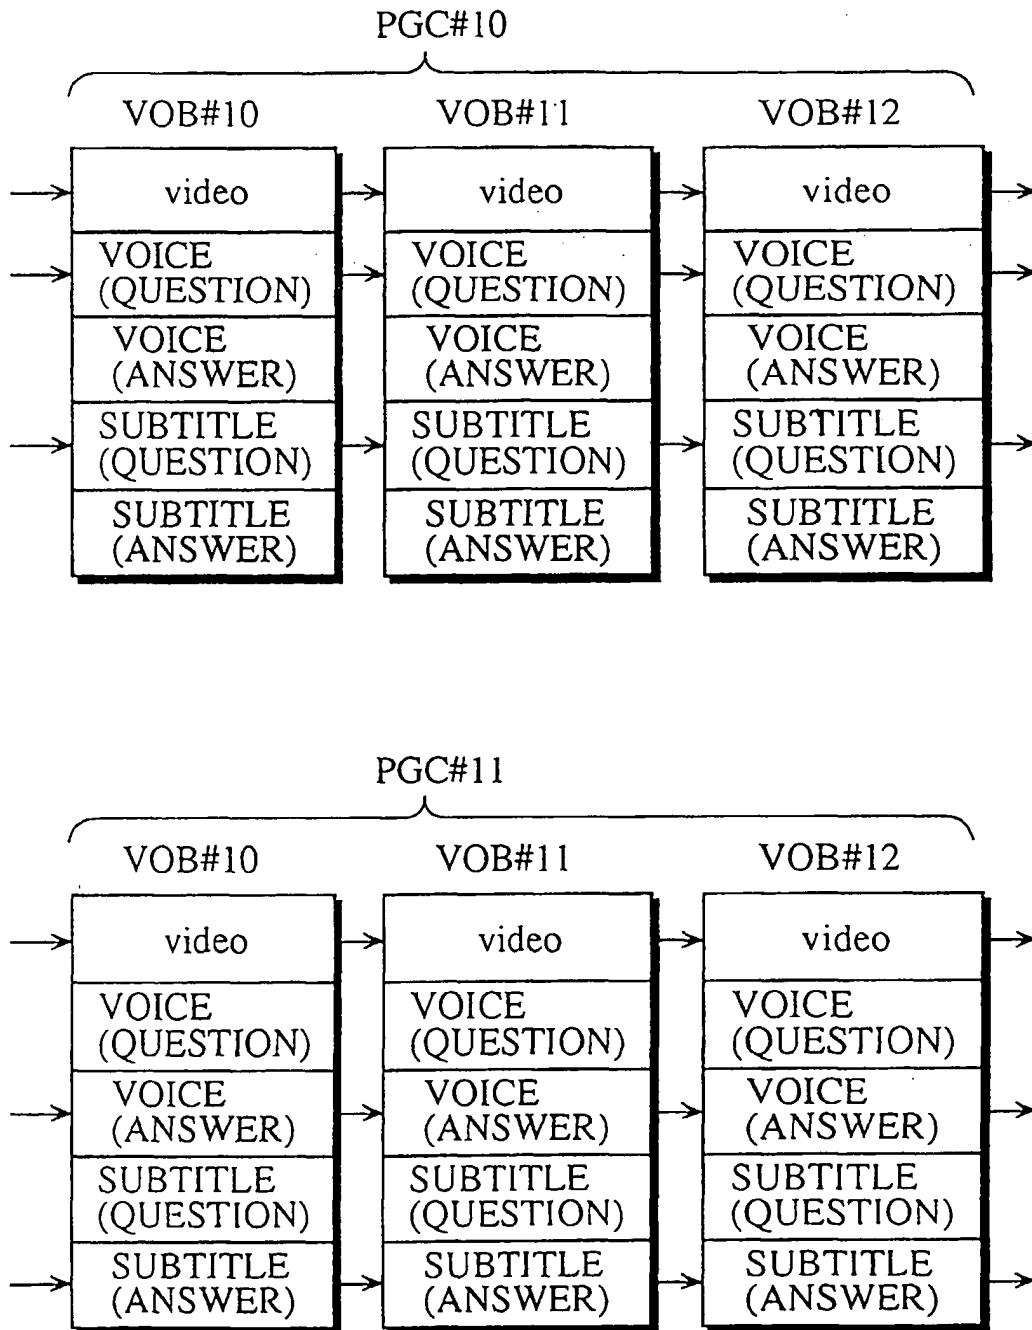 PGC#10
VOB#10 VOB#11 VOB#12
video video video
VOICE VOICE VOICE
(QUESTION) (QUESTION) (QUESTION)
VOICE VOICE VOICE
(ANSWER) (ANSWER) (ANSWER)
SUBTITLE SUBTITLE SUBTITLE
(QUESTION) (QUESTION) (QUESTION)
SUBTITLE SUBTITLE SUBTITLE
(ANSWER) (ANSWER) (ANSWER)
PGC#11
VOB#10 VOB#11 VOB#12
video video video
VOICE VOICE VOICE
(QUESTION) (QUESTION) (QUESTION)
VOICE VOICE VOICE
(ANSWER) (ANSWER) (ANSWER)
SUBTITLE SUBTITLE SUBTITLE
(QUESTION) (QUESTION) (QUESTION)
SUBTITLE SUBTITLE SUBTITLE
(ANSWER) (ANSWER) (ANSWER)